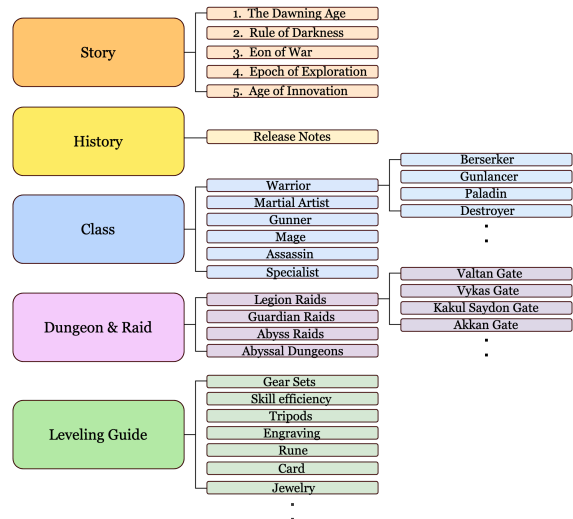 Story
1. The Dawning Age
2. Rule of Darkness
3. Eon of War
4. Epoch of Exploration
5. Age of Innovation
History
Release Notes
Class
Warrior
Martial Artist
Gunner
Mage
Assassin
Specialist
Berserker
Gunlancer
Paladin
Destroyer
Dungeon & Raid
Legion Raids
Guardian Raids
Abyss Raids
Abyssal Dungeons
Valtan Gate
Vykas Gate
Kakul Saydon Gate
Akkan Gate
Leveling Guide
Gear Sets
Skill efficiency
Tripods
Engraving
Rune
Card
Jewelry